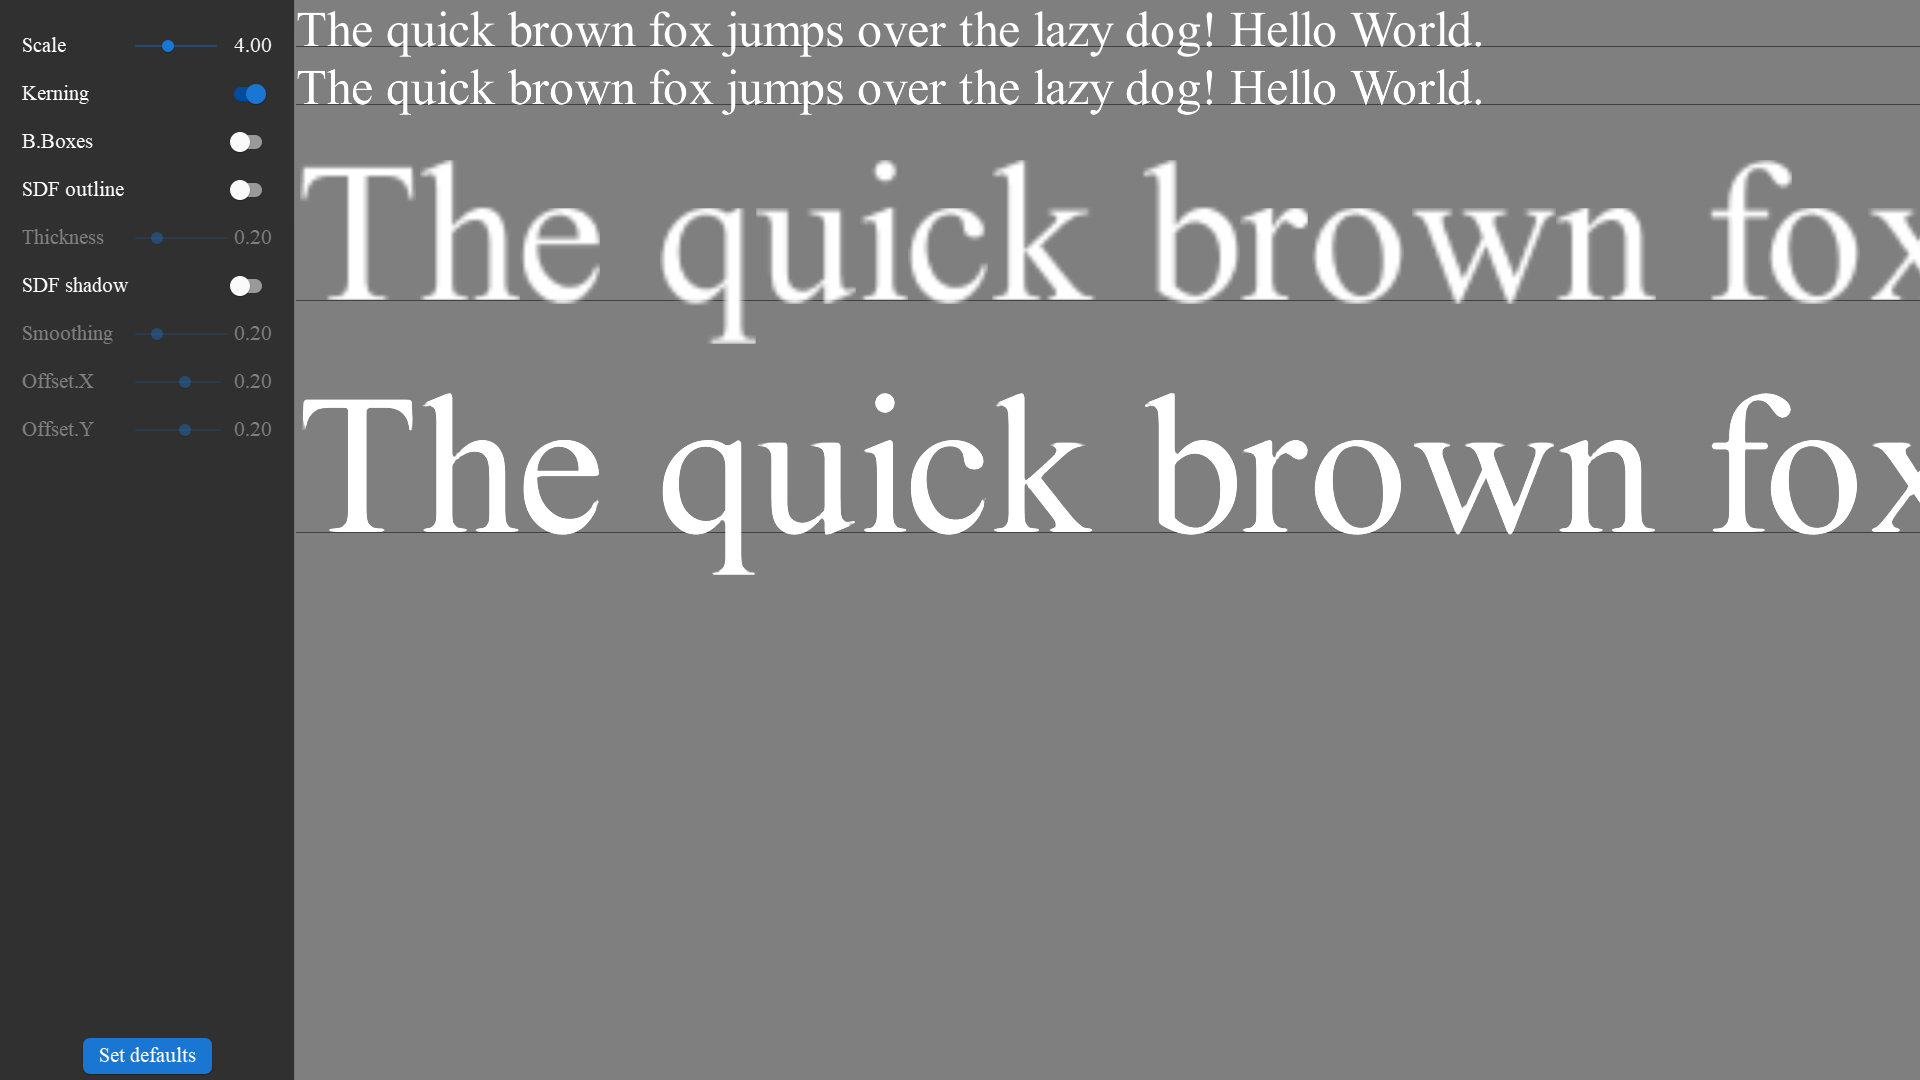 Scale 4.00
Kerning
B.Boxes
SDF outline
Thickness 0.20
SDF shadow
Smoothing 0.20
Offset.X 0.20
Offset.Y 0.20
Set defaults
The quick brown fox jumps over the lazy dog! Hello World.
The quick brown fox jumps over the lazy dog! Hello World.
The quick brown fox
The quick brown fox